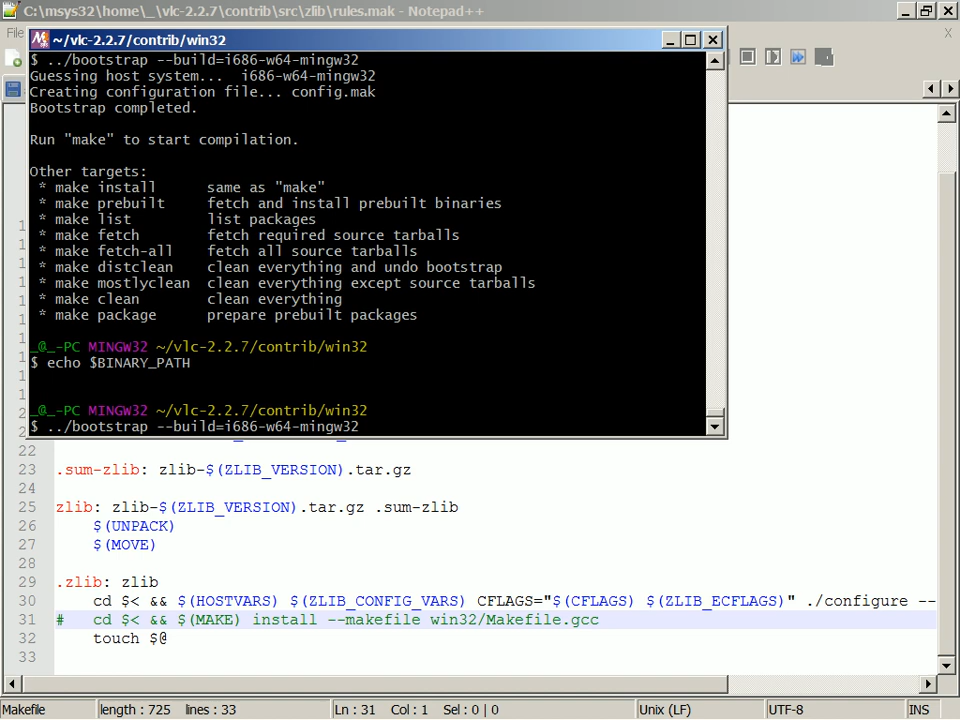 C:\msys32\home\_\vlc-2.2.7\contrib\src\zlib\rules.mak - Notepad++
File
~/vlc-2.2.7/contrib/win32
$ ../bootstrap --build=i686-w64-mingw32
Guessing host system...  i686-w64-mingw32
Creating configuration file... config.mak
Bootstrap completed.
Run "make" to start compilation.
Other targets:
 * make install      same as "make"
 * make prebuilt     fetch and install prebuilt binaries
 * make list         list packages
 * make fetch        fetch required source tarballs
 * make fetch-all    fetch all source tarballs
 * make distclean    clean everything and undo bootstrap
 * make mostlyclean  clean everything except source tarballs
 * make clean        clean everything
 * make package      prepare prebuilt packages
_@_-PC MINGW32 ~/vlc-2.2.7/contrib/win32
$ echo $BINARY_PATH
_@_-PC MINGW32 ~/vlc-2.2.7/contrib/win32
$ ../bootstrap --build=i686-w64-mingw32
22
23 .sum-zlib: zlib-$(ZLIB_VERSION).tar.gz
24
25 zlib: zlib-$(ZLIB_VERSION).tar.gz .sum-zlib
26     $(UNPACK)
27     $(MOVE)
28
29 .zlib: zlib
30     cd $< && $(HOSTVARS) $(ZLIB_CONFIG_VARS) CFLAGS="$(CFLAGS) $(ZLIB_ECFLAGS)" ./configure --
31 #   cd $< && $(MAKE) install --makefile win32/Makefile.gcc
32     touch $@
33
Makefile length : 725 lines : 33 Ln : 31 Col : 1 Sel : 0 | 0 Unix (LF) UTF-8 INS